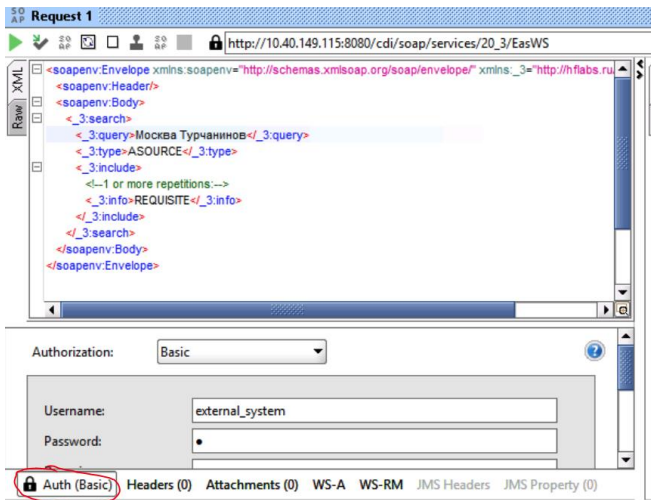 SOAP Request 1
http://10.40.149.115:8080/cdi/soap/services/20_3/EasWS
XML
Raw
<soapenv:Envelope xmlns:soapenv="http://schemas.xmlsoap.org/soap/envelope/" xmlns:_3="http://hflabs.ru
<soapenv:Header/>
<soapenv:Body>
<_3:search>
<_3:query>Москва Турчанинов</_3:query>
<_3:type>ASOURCE</_3:type>
<_3:include>
<!--1 or more repetitions:-->
<_3:info>REQUISITE</_3:info>
</_3:include>
</_3:search>
</soapenv:Body>
</soapenv:Envelope>
Authorization: Basic
Username: external_system
Password: •
Auth (Basic) Headers (0) Attachments (0) WS-A WS-RM JMS Headers JMS Property (0)